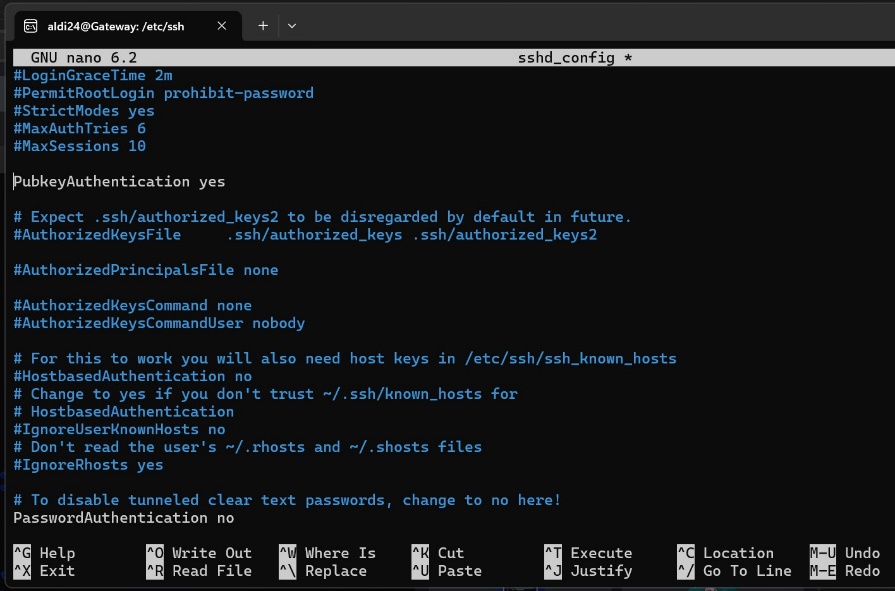 aldi24@Gateway: /etc/ssh
GNU nano 6.2 sshd_config *
#LoginGraceTime 2m
#PermitRootLogin prohibit-password
#StrictModes yes
#MaxAuthTries 6
#MaxSessions 10
PubkeyAuthentication yes
# Expect .ssh/authorized_keys2 to be disregarded by default in future.
#AuthorizedKeysFile .ssh/authorized_keys .ssh/authorized_keys2
#AuthorizedPrincipalsFile none
#AuthorizedKeysCommand none
#AuthorizedKeysCommandUser nobody
# For this to work you will also need host keys in /etc/ssh/ssh_known_hosts
#HostbasedAuthentication no
# Change to yes if you don't trust ~/.ssh/known_hosts for
# HostbasedAuthentication
#IgnoreUserKnownHosts no
# Don't read the user's ~/.rhosts and ~/.shosts files
#IgnoreRhosts yes
# To disable tunneled clear text passwords, change to no here!
PasswordAuthentication no
^G Help ^O Write Out ^W Where Is ^K Cut ^T Execute ^C Location M-U Undo
^X Exit ^R Read File ^\ Replace ^U Paste ^J Justify ^/ Go To Line M-E Redo